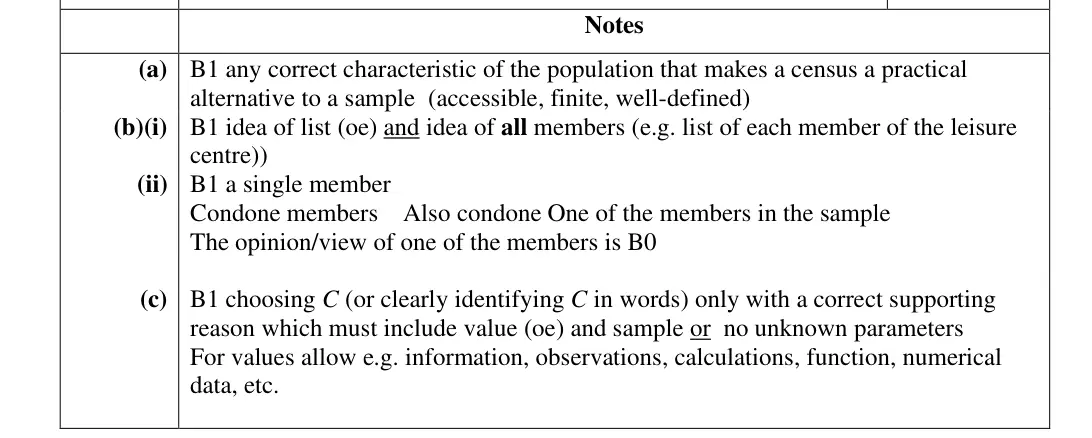 Notes
(a) B1 any correct characteristic of the population that makes a census a practical
alternative to a sample (accessible, finite, well-defined)
(b)(i) B1 idea of list (oe) and idea of all members (e.g. list of each member of the leisure
centre))
(ii) B1 a single member
Condone members Also condone One of the members in the sample
The opinion/view of one of the members is B0
(c) B1 choosing C (or clearly identifying C in words) only with a correct supporting
reason which must include value (oe) and sample or no unknown parameters
For values allow e.g. information, observations, calculations, function, numerical
data, etc.